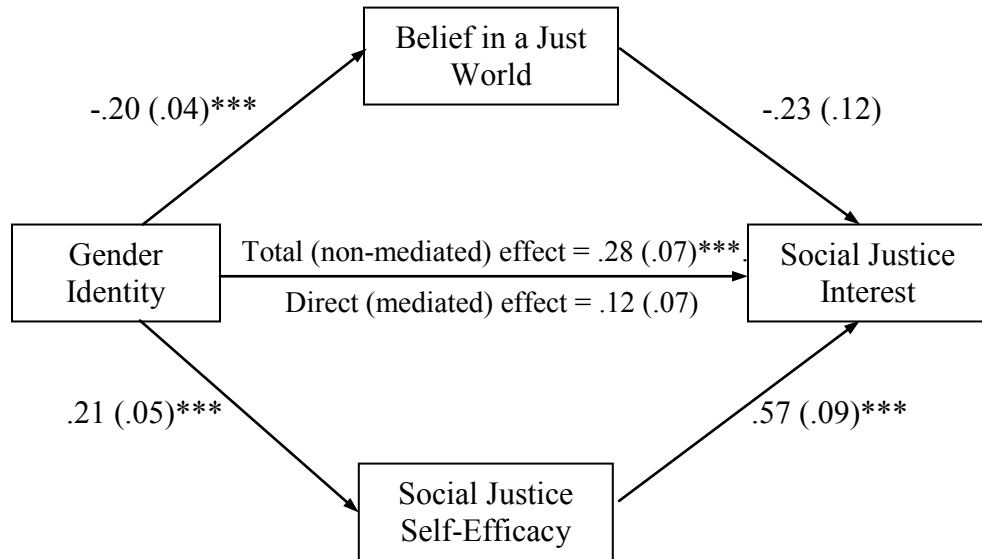 Belief in a Just
World
-.20 (.04)***
-.23 (.12)
Gender
Identity
Total (non-mediated) effect = .28 (.07)***.
Direct (mediated) effect = .12 (.07)
Social Justice
Interest
.21 (.05)***
.57 (.09)***
Social Justice
Self-Efficacy